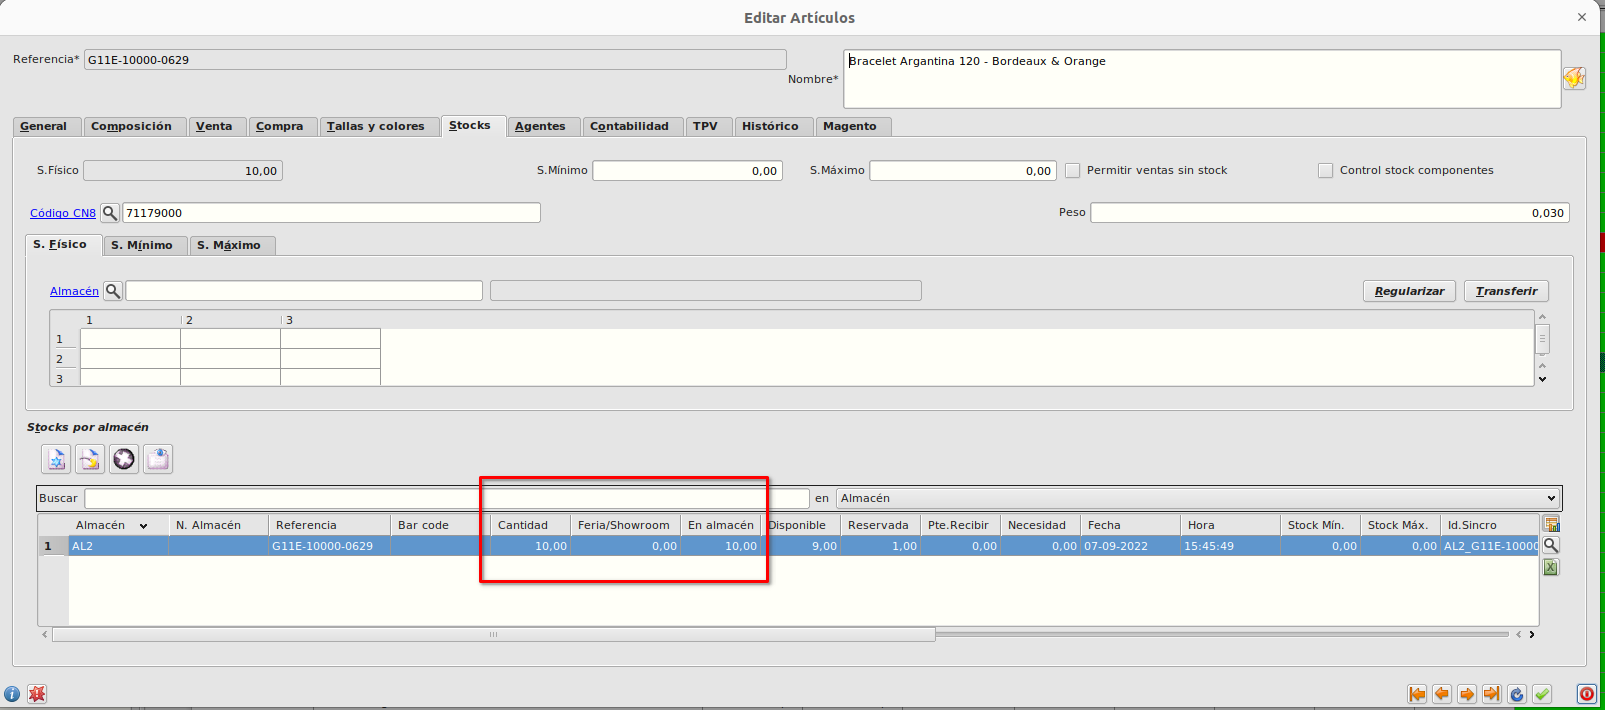 Editar Artículos
Referencia* G11E-10000-0629
Nombre* Bracelet Argantina 120 - Bordeaux & Orange
General Composición Venta Compra Tallas y colores Stocks Agentes Contabilidad TPV Histórico Magento
S.Físico 10,00 S.Mínimo 0,00 S.Máximo 0,00 Permitir ventas sin stock Control stock componentes
Código CN8 71179000 Peso 0,030
S. Físico S. Mínimo S. Máximo
Almacén Regularizar Transferir
1 2 3
1
2
3
Stocks por almacén
Buscar en Almacén
Almacén N. Almacén Referencia Bar code Cantidad Feria/Showroom En almacén Disponible Reservada Pte.Recibir Necesidad Fecha Hora Stock Mín. Stock Máx. Id.Sincro
1 AL2 G11E-10000-0629 10,00 0,00 10,00 9,00 1,00 0,00 0,00 07-09-2022 15:45:49 0,00 0,00 AL2_G11E-10000